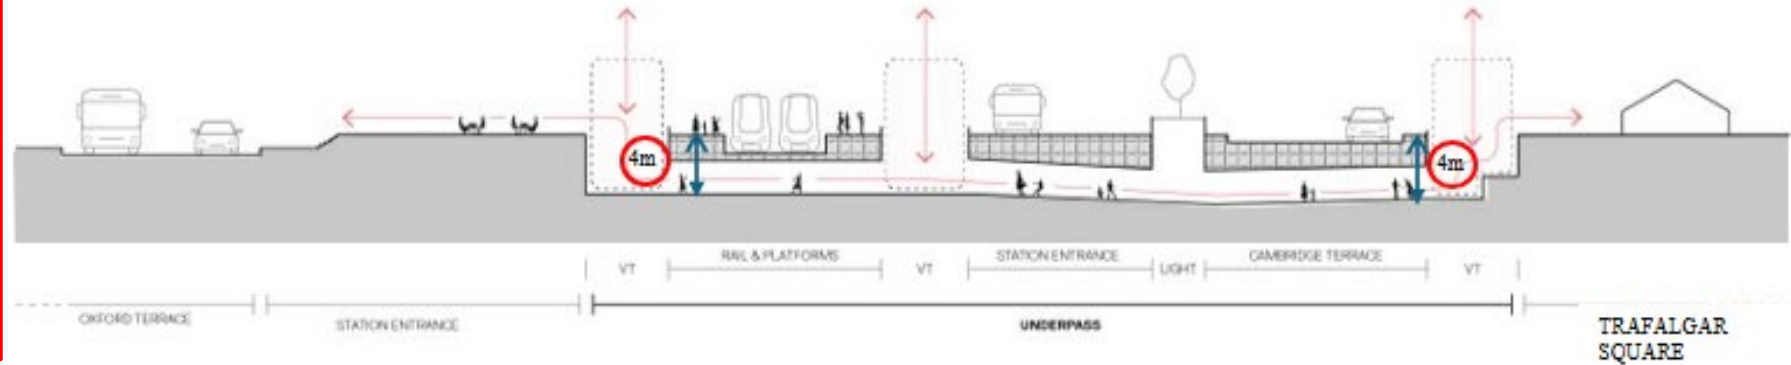 4m
4m
RAIL & PLATFORMS
STATION ENTRANCE
CAMBRIDGE TERRACE
VT
VT
LIGHT
VT
OXFORD TERRACE
STATION ENTRANCE
UNDERPASS
TRAFALGAR
SQUARE